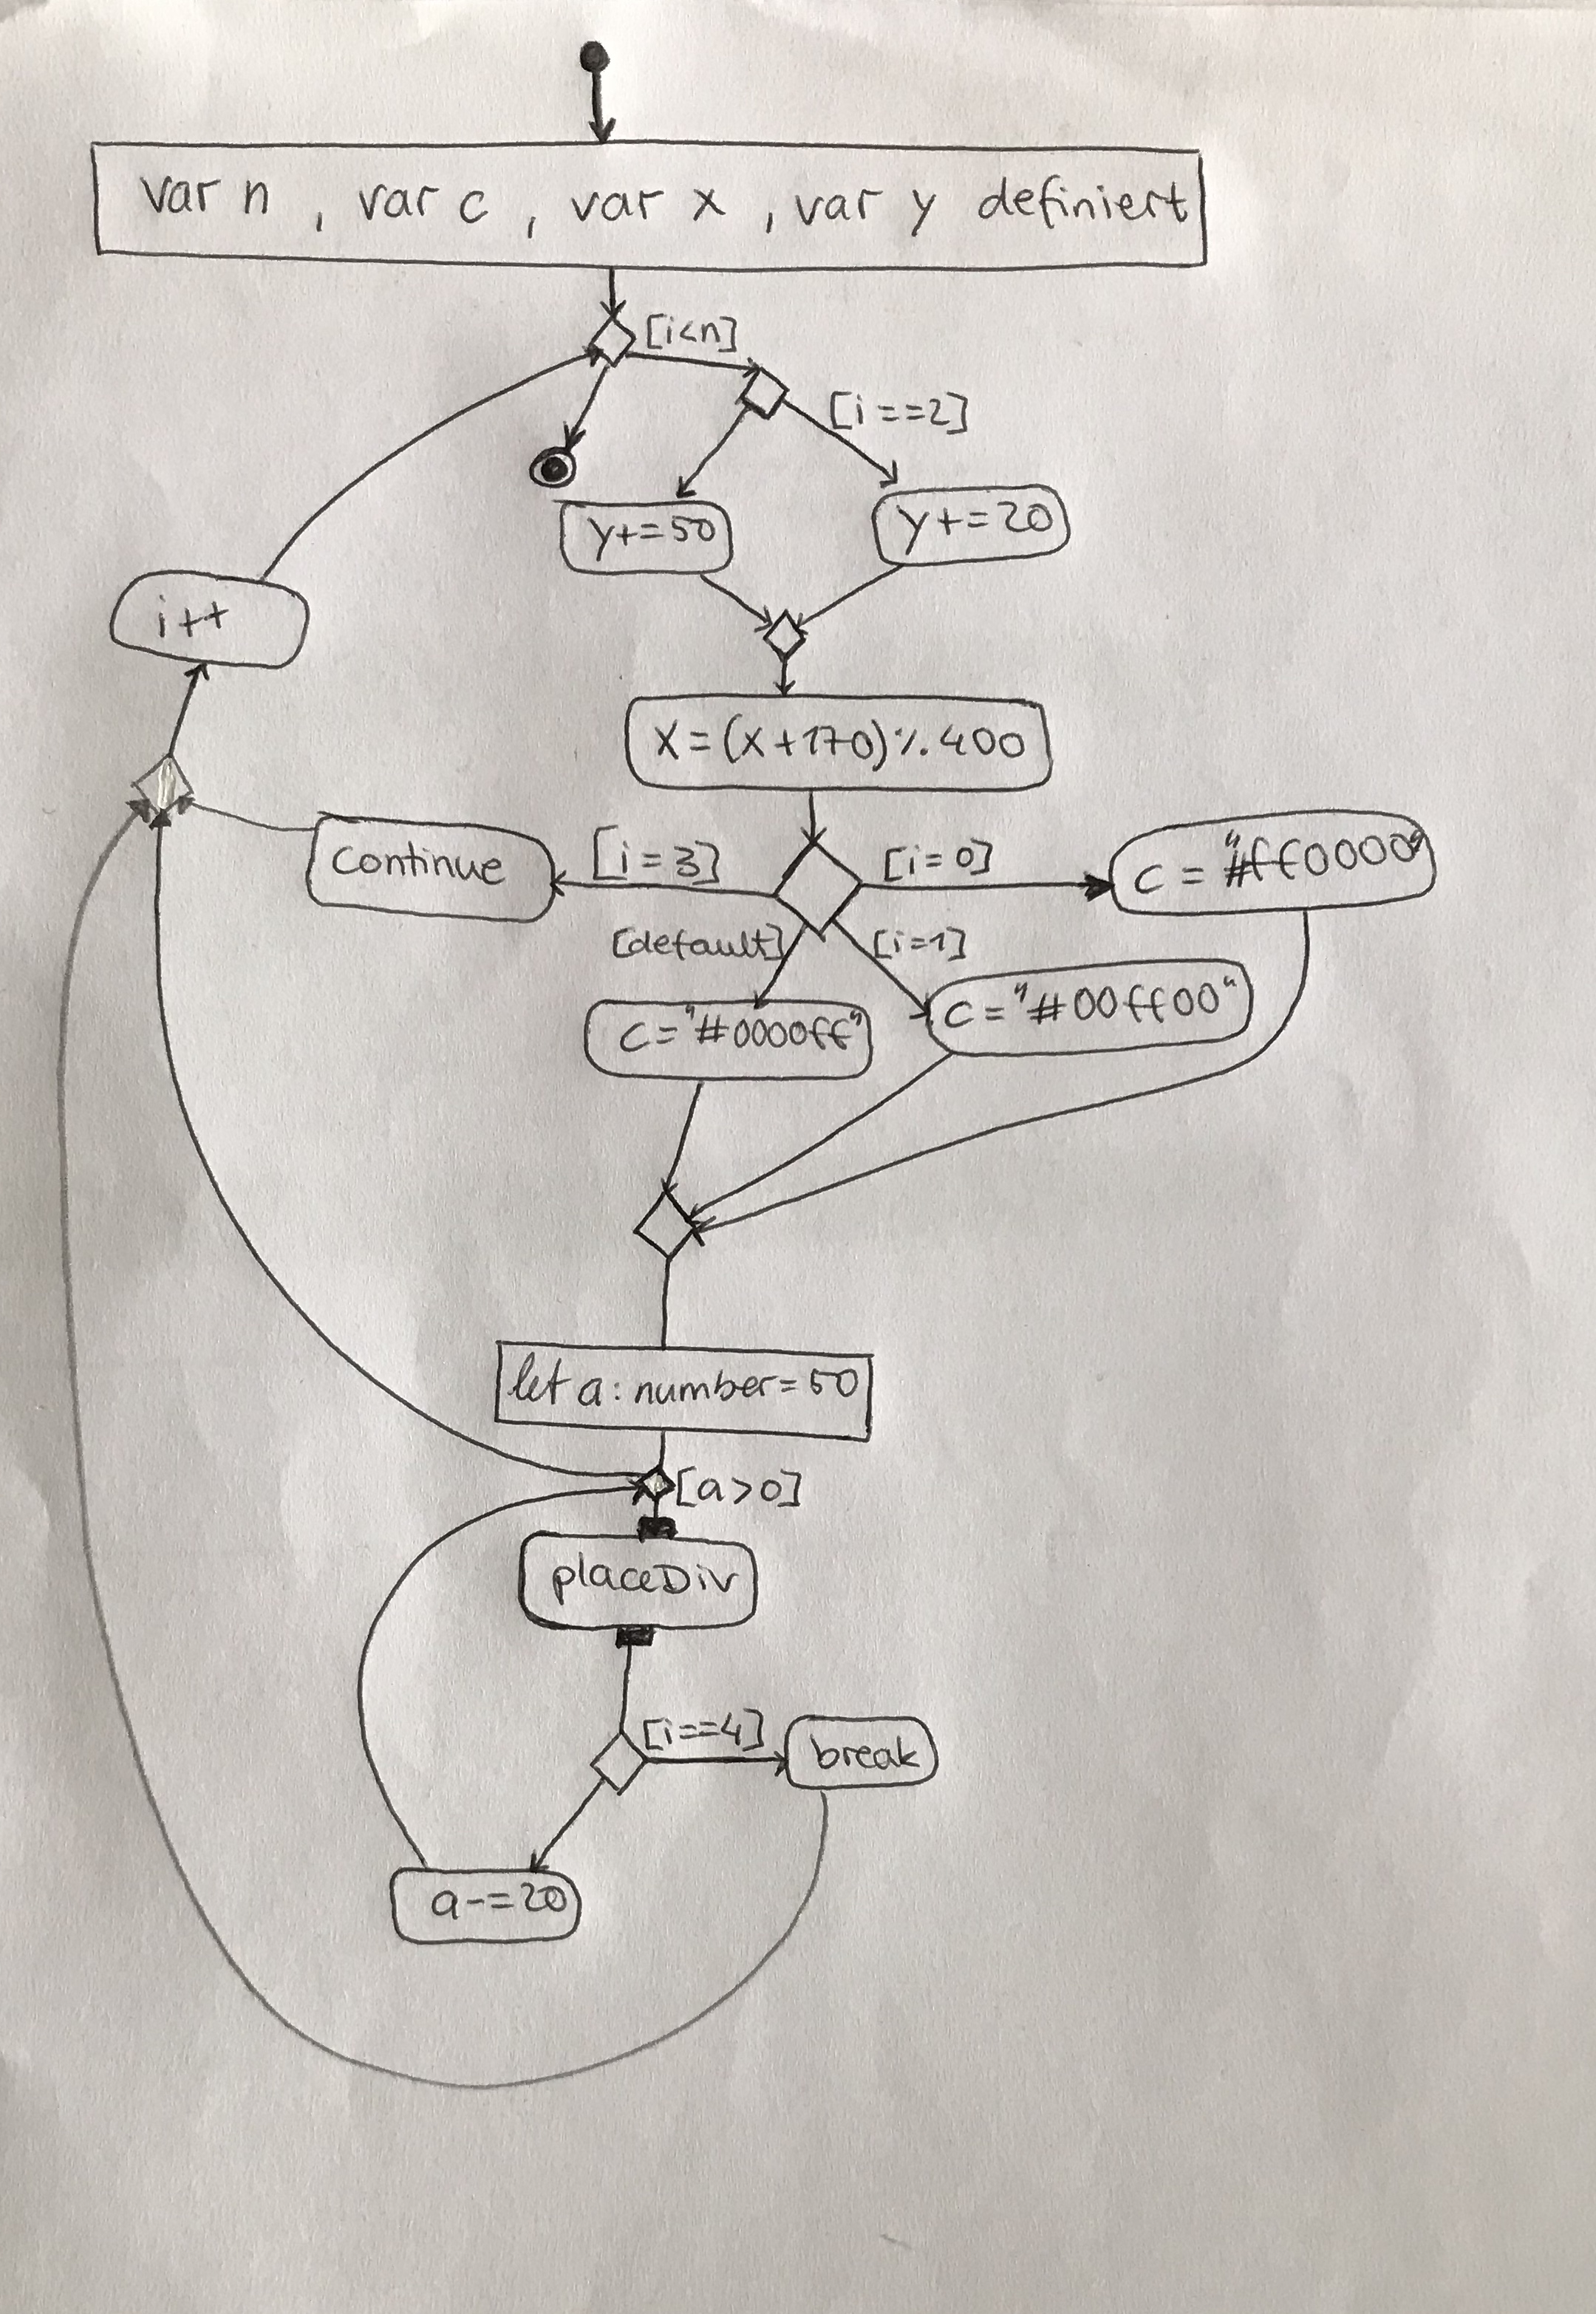 var n , var c , var x , var y definiert
[i<n]
[i==2]
y+=50
y+=20
i++
x=(x+170)%400
continue
[i=3]
[i=0]
c = "#ff0000"
[default]
[i=1]
c="#0000ff"
c="#00ff00"
let a: number=50
[a>0]
placeDiv
[i==4]
break
a-=20